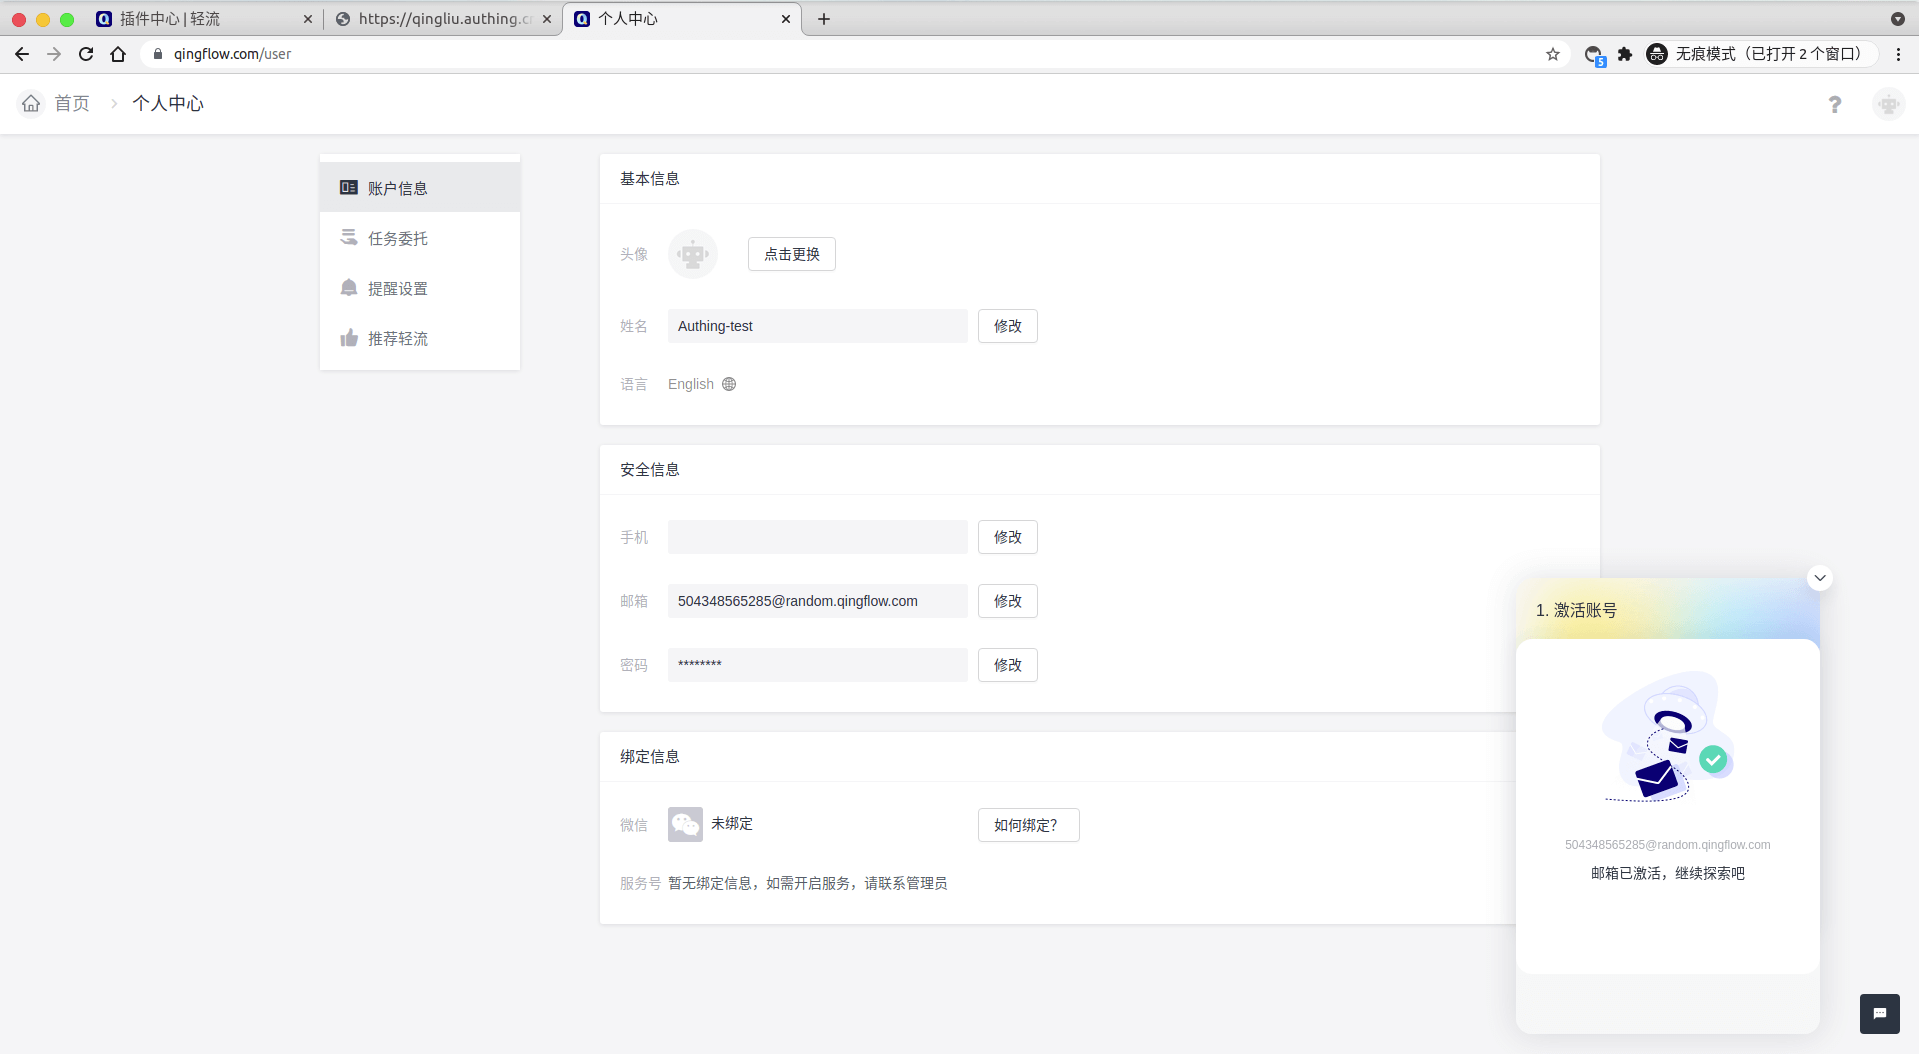 插件中心 | 轻流
https://qingliu.authing.c
个人中心
qingflow.com/user
5
无痕模式（已打开 2 个窗口）
首页
个人中心
?
账户信息
任务委托
提醒设置
推荐轻流
基本信息
头像
点击更换
姓名
Authing-test
修改
语言
English
安全信息
手机
修改
邮箱
504348565285@random.qingflow.com
修改
密码
********
修改
绑定信息
微信
未绑定
如何绑定?
服务号
暂无绑定信息，如需开启服务，请联系管理员
1. 激活账号
504348565285@random.qingflow.com
邮箱已激活，继续探索吧